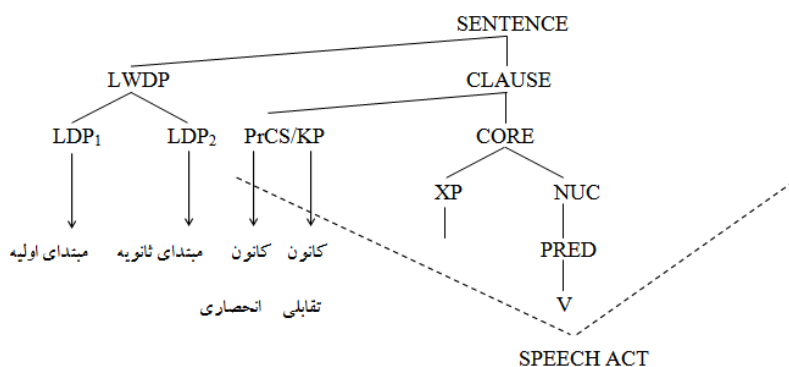 SENTENCE
LWDP CLAUSE
LDP1 LDP2 PrCS/KP CORE
XP NUC
مبتدای اولیه مبتدای ثانویه کانون کانون PRED
انحصاری تقابلی V
SPEECH ACT